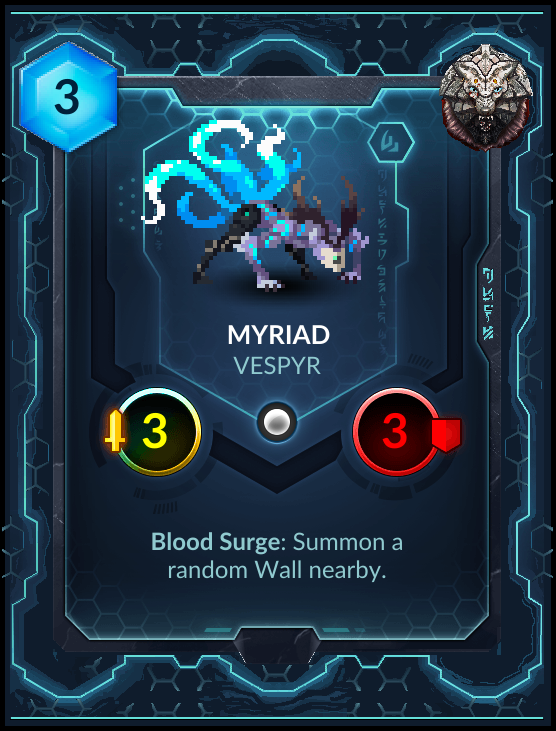 3
MYRIAD
VESPYR
3
3
Blood Surge: Summon a
random Wall nearby.